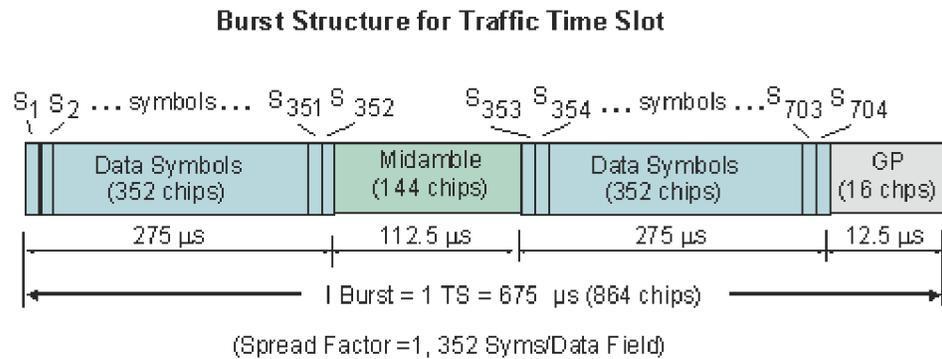 Burst Structure for Traffic Time Slot
S1 S2 ... symbols... S351 S352 S353 S354 ... symbols ...S703 S704
Data Symbols Midamble Data Symbols GP
(352 chips) (144 chips) (352 chips) (16 chps)
275 µs 112.5 µs 275 µs 12.5 µs
I Burst = 1 TS = 675 µs (864 chips)
(Spread Factor =1, 352 Syms/Data Field)